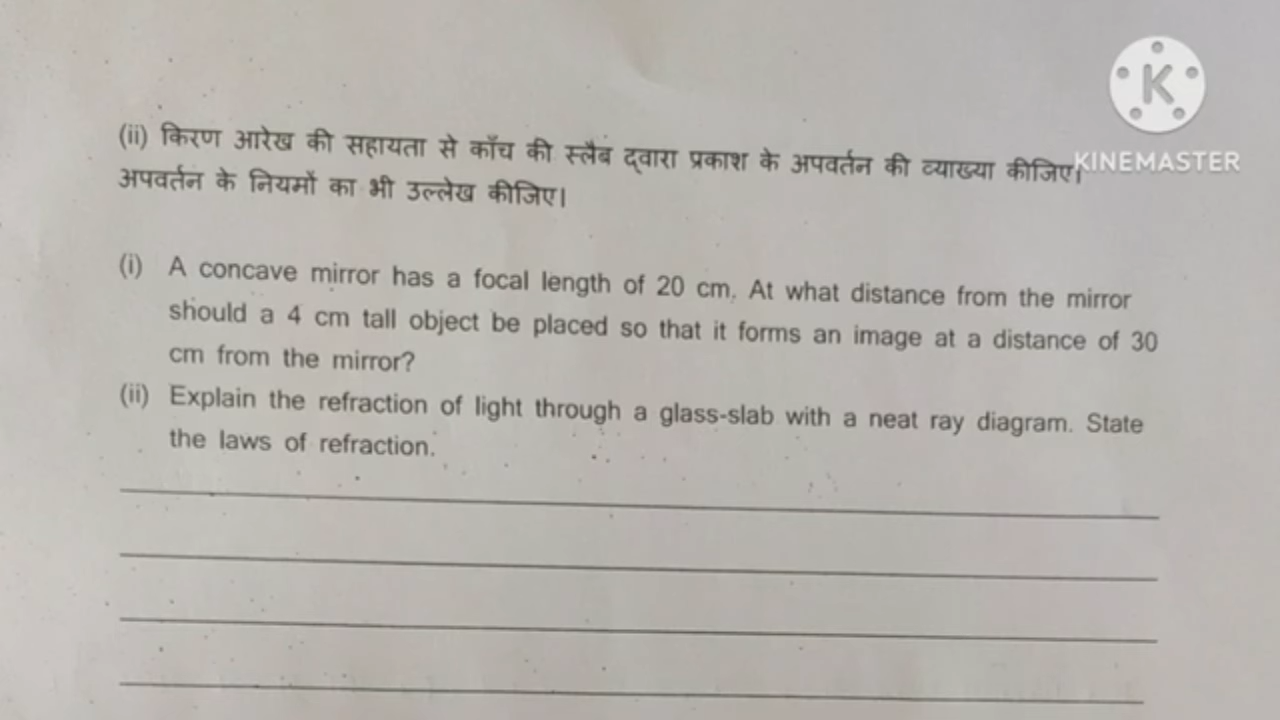 (ii) किरण आरेख की सहायता से काँच की स्लैब द्वारा प्रकाश के अपवर्तन की व्याख्या कीजिए।
अपवर्तन के नियमों का भी उल्लेख कीजिए।
K
KINEMASTER
(i) A concave mirror has a focal length of 20 cm. At what distance from the mirror
should a 4 cm tall object be placed so that it forms an image at a distance of 30
cm from the mirror?
(ii) Explain the refraction of light through a glass-slab with a neat ray diagram. State
the laws of refraction.